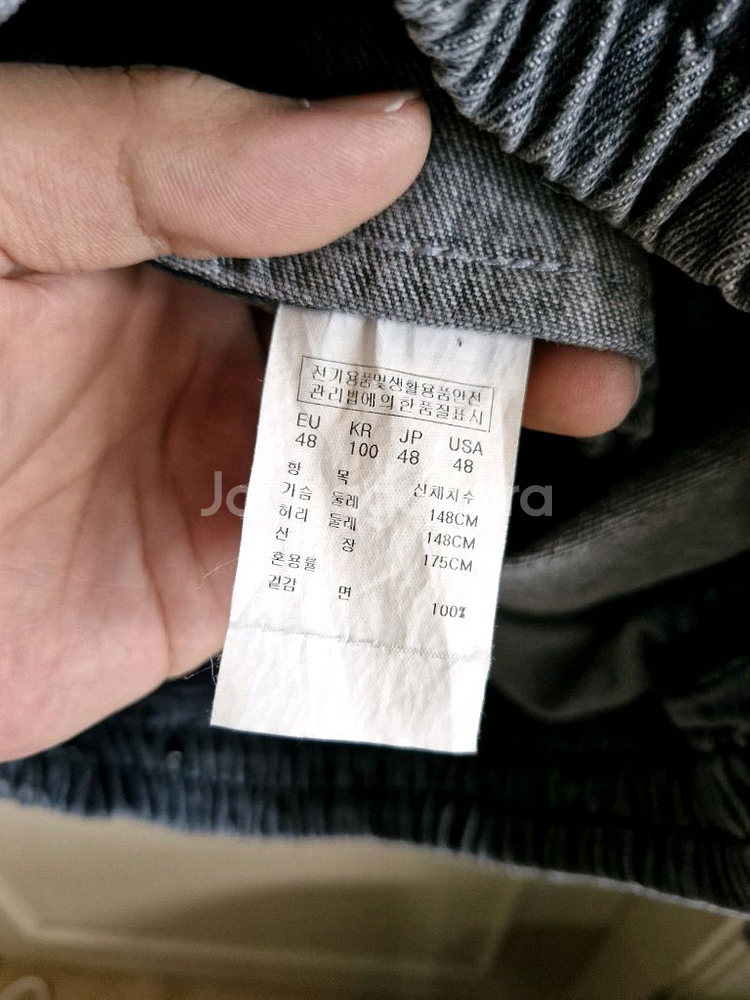 전기용품및생활용품안전
관리법에의한품질표시
EU KR JP USA
48 100 48 48
항 목 신체치수
가슴 둘레 148CM
허리 둘레 148CM
신 장 175CM
혼용률
겉감 면 100%